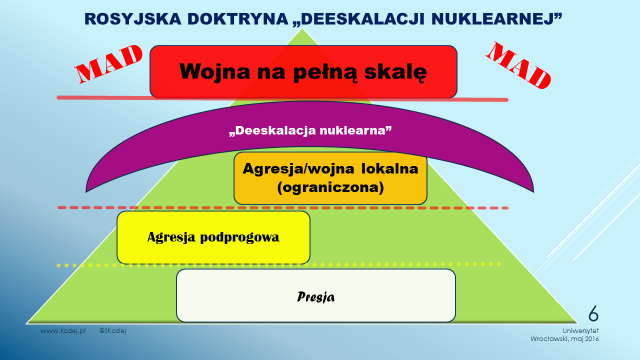 ROSYJSKA DOKTRYNA „DEESKALACJI NUKLEARNEJ”
MAD
MAD
Wojna na pełną skalę
„Deeskalacja nuklearna”
Agresja/wojna lokalna
(ograniczona)
Agresja podprogowa
Presja
6
www.koziej.pl @SKoziej
Uniwersytet
Wrocławski, maj 2016